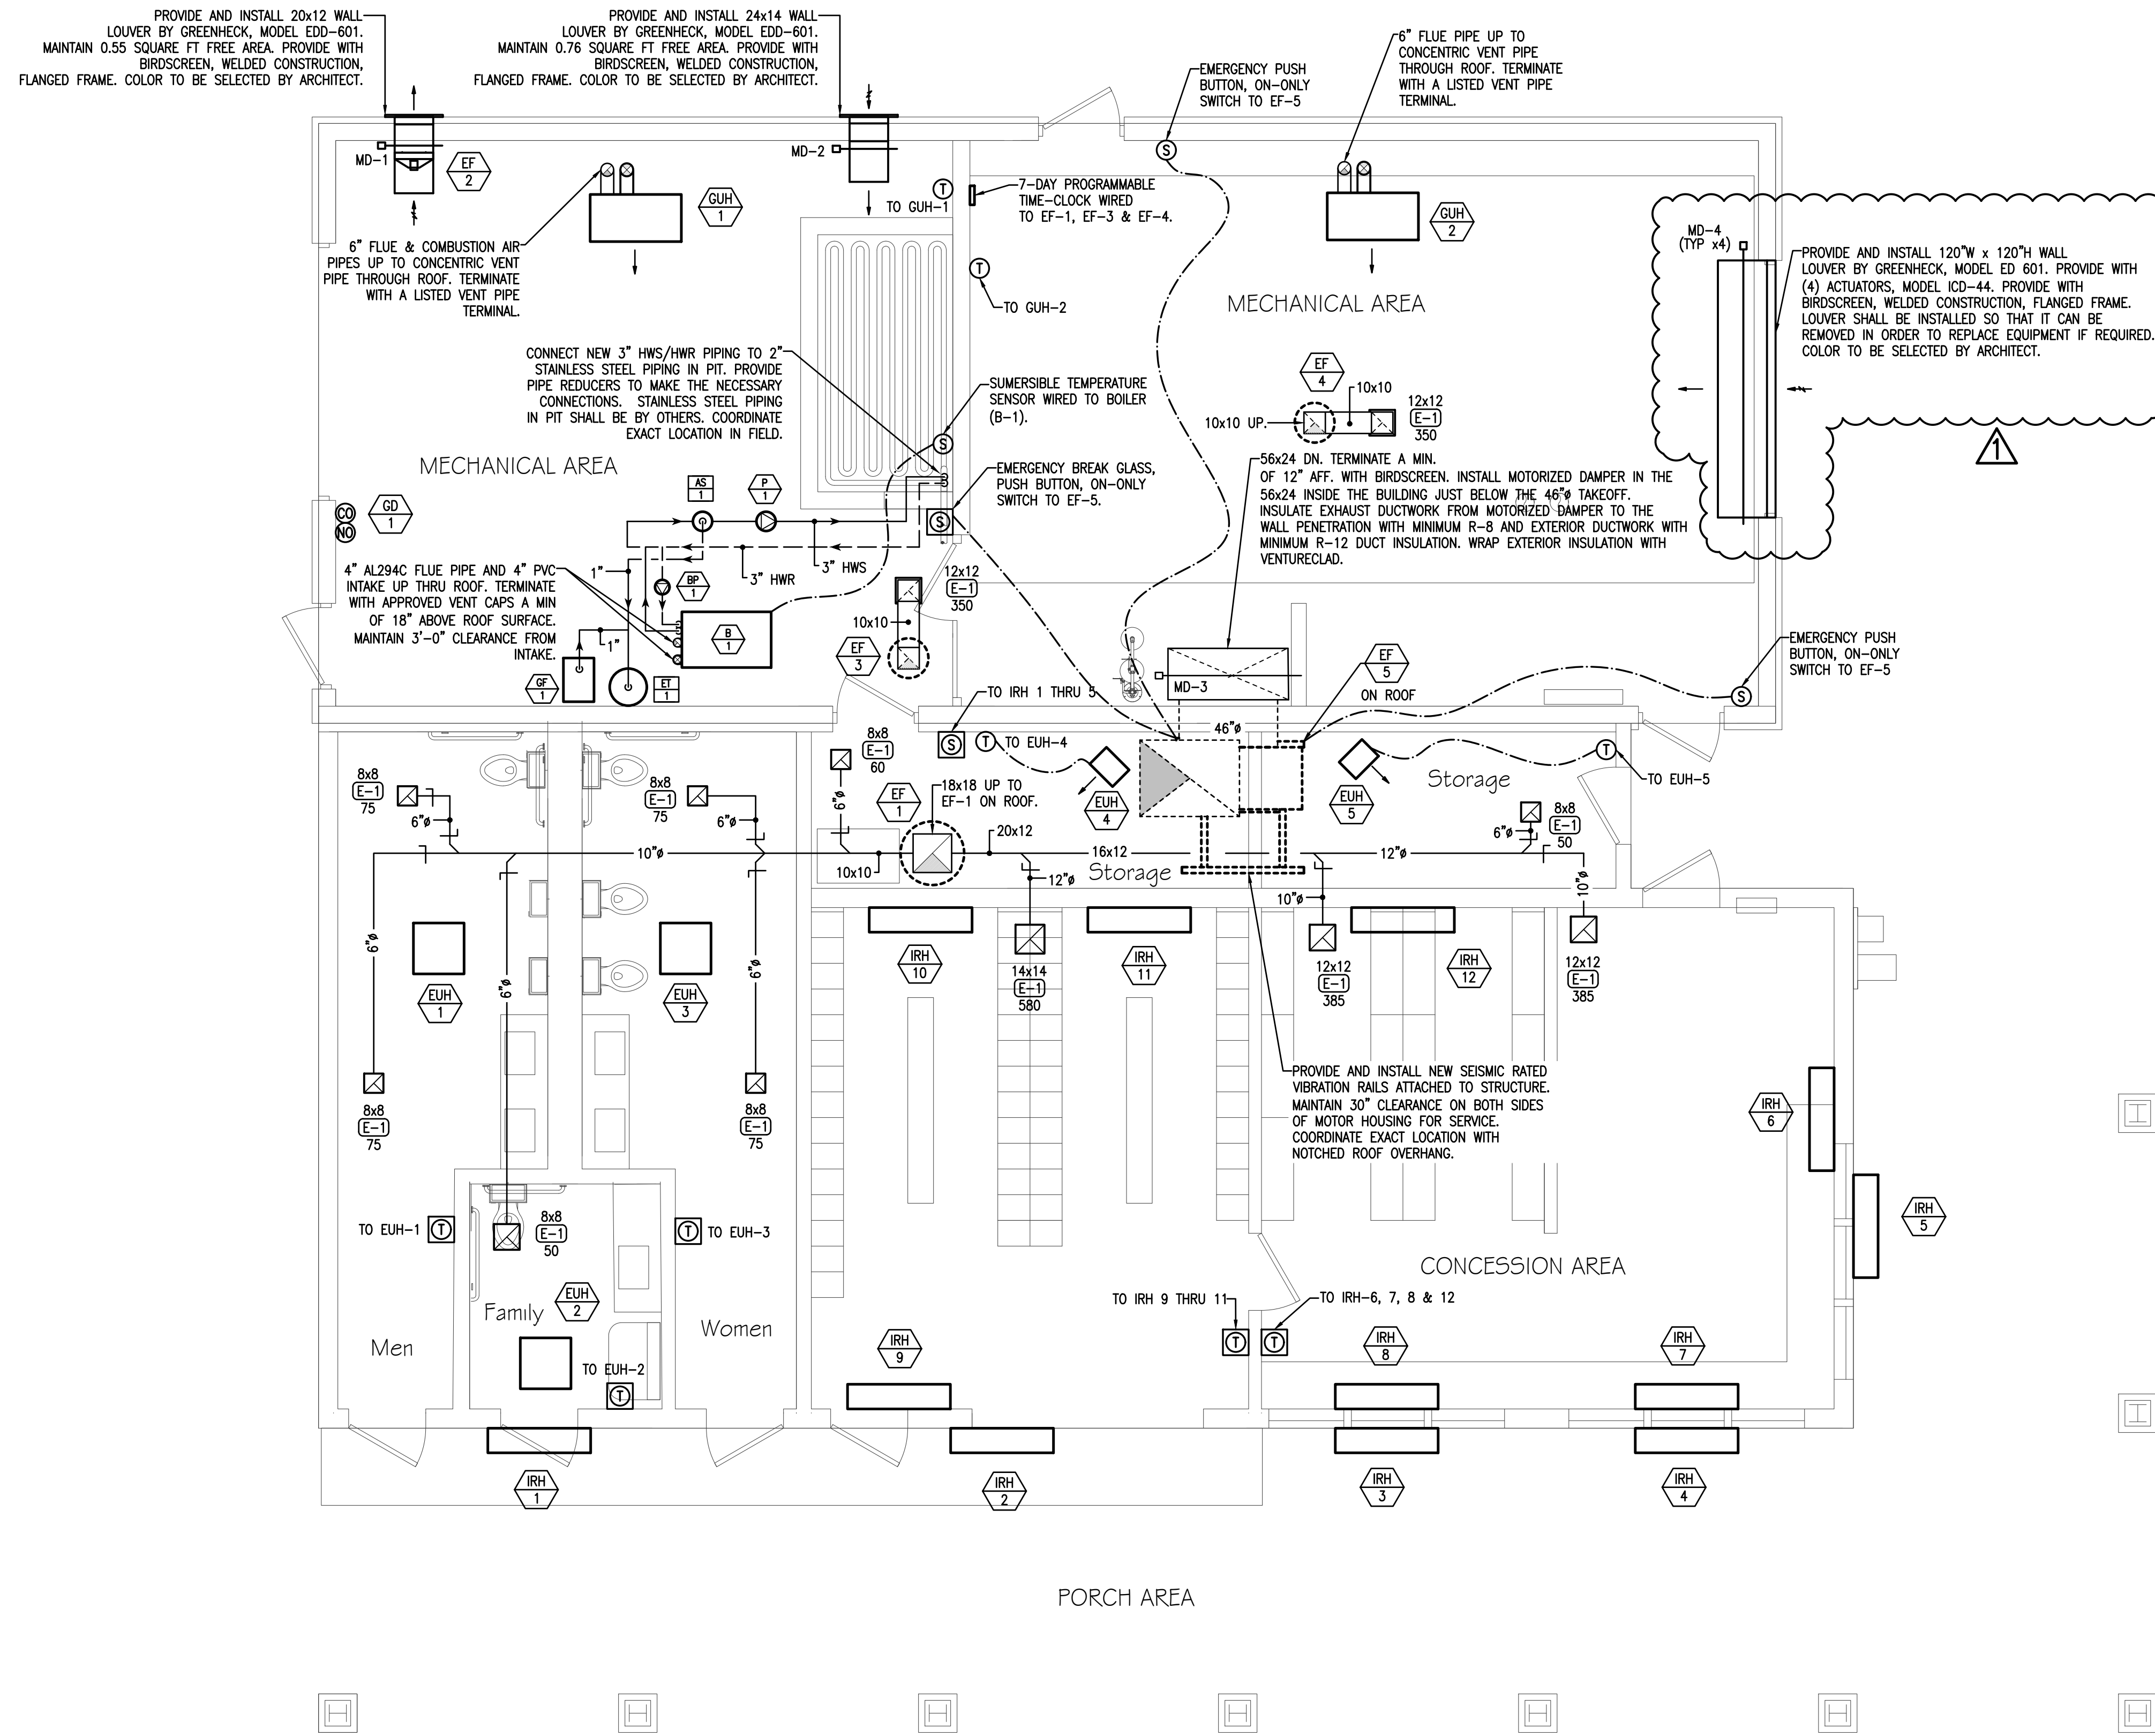 PROVIDE AND INSTALL 20x12 WALL
LOUVER BY GREENHECK, MODEL EDD-601.
MAINTAIN 0.55 SQUARE FT FREE AREA. PROVIDE WITH
BIRDSCREEN, WELDED CONSTRUCTION,
FLANGED FRAME. COLOR TO BE SELECTED BY ARCHITECT.
PROVIDE AND INSTALL 24x14 WALL
LOUVER BY GREENHECK, MODEL EDD-601.
MAINTAIN 0.76 SQUARE FT FREE AREA. PROVIDE WITH
BIRDSCREEN, WELDED CONSTRUCTION,
FLANGED FRAME. COLOR TO BE SELECTED BY ARCHITECT.
EMERGENCY PUSH
BUTTON, ON-ONLY
SWITCH TO EF-5
6" FLUE PIPE UP TO
CONCENTRIC VENT PIPE
THROUGH ROOF. TERMINATE
WITH A LISTED VENT PIPE
TERMINAL.
MD-1
EF
2
MD-2
S
GUH
1
T
TO GUH-1
7-DAY PROGRAMMABLE
TIME-CLOCK WIRED
TO EF-1, EF-3 & EF-4.
GUH
2
MD-4
(TYP x4)
PROVIDE AND INSTALL 120"W x 120"H WALL
LOUVER BY GREENHECK, MODEL ED 601. PROVIDE WITH
(4) ACTUATORS, MODEL ICD-44. PROVIDE WITH
BIRDSCREEN, WELDED CONSTRUCTION, FLANGED FRAME.
LOUVER SHALL BE INSTALLED SO THAT IT CAN BE
REMOVED IN ORDER TO REPLACE EQUIPMENT IF REQUIRED.
COLOR TO BE SELECTED BY ARCHITECT.
6" FLUE & COMBUSTION AIR
PIPES UP TO CONCENTRIC VENT
PIPE THROUGH ROOF. TERMINATE
WITH A LISTED VENT PIPE
TERMINAL.
T
TO GUH-2
MECHANICAL AREA
CONNECT NEW 3" HWS/HWR PIPING TO 2"
STAINLESS STEEL PIPING IN PIT. PROVIDE
PIPE REDUCERS TO MAKE THE NECESSARY
CONNECTIONS. STAINLESS STEEL PIPING
IN PIT SHALL BE BY OTHERS. COORDINATE
EXACT LOCATION IN FIELD.
SUMERSIBLE TEMPERATURE
SENSOR WIRED TO BOILER
(B-1).
S
EF
4
10x10
10x10 UP.
12x12
E-1
350
1
MECHANICAL AREA
EMERGENCY BREAK GLASS,
PUSH BUTTON, ON-ONLY
SWITCH TO EF-5.
S
56x24 DN. TERMINATE A MIN.
OF 12" AFF. WITH BIRDSCREEN. INSTALL MOTORIZED DAMPER IN THE
56x24 INSIDE THE BUILDING JUST BELOW THE 46"ø TAKEOFF.
INSULATE EXHAUST DUCTWORK FROM MOTORIZED DAMPER TO THE
WALL PENETRATION WITH MINIMUM R-8 AND EXTERIOR DUCTWORK WITH
MINIMUM R-12 DUCT INSULATION. WRAP EXTERIOR INSULATION WITH
VENTURECLAD.
CO
NO
GD
1
AS
1
P
1
4" AL294C FLUE PIPE AND 4" PVC
INTAKE UP THRU ROOF. TERMINATE
WITH APPROVED VENT CAPS A MIN
OF 18" ABOVE ROOF SURFACE.
MAINTAIN 3'-0" CLEARANCE FROM
INTAKE.
1"
BP
1
3" HWR
3" HWS
B
1
1"
GF
1
ET
1
12x12
E-1
350
10x10
EF
3
MD-3
EF
5
ON ROOF
EMERGENCY PUSH
BUTTON, ON-ONLY
SWITCH TO EF-5
S
TO IRH 1 THRU 5
S
T
TO EUH-4
46"ø
EUH
4
EUH
5
Storage
T
TO EUH-5
8x8
E-1
75
6"ø
8x8
E-1
75
6"ø
8x8
E-1
60
6"ø
EF
1
18x18 UP TO
EF-1 ON ROOF.
20x12
8x8
E-1
50
6"ø
10"ø
10x10
16x12
Storage
12"ø
12"ø
10"ø
10"ø
6"ø
6"ø
6"ø
EUH
1
EUH
3
IRH
10
14x14
E-1
580
IRH
11
12x12
E-1
385
IRH
12
12x12
E-1
385
8x8
E-1
75
8x8
E-1
75
PROVIDE AND INSTALL NEW SEISMIC RATED
VIBRATION RAILS ATTACHED TO STRUCTURE.
MAINTAIN 30" CLEARANCE ON BOTH SIDES
OF MOTOR HOUSING FOR SERVICE.
COORDINATE EXACT LOCATION WITH
NOTCHED ROOF OVERHANG.
IRH
6
IRH
5
TO EUH-1
T
8x8
E-1
50
T
TO EUH-3
CONCESSION AREA
Family
EUH
2
Men
Women
TO EUH-2
T
TO IRH 9 THRU 11
T
T
TO IRH-6, 7, 8 & 12
IRH
9
IRH
8
IRH
7
IRH
1
IRH
2
IRH
3
IRH
4
PORCH AREA